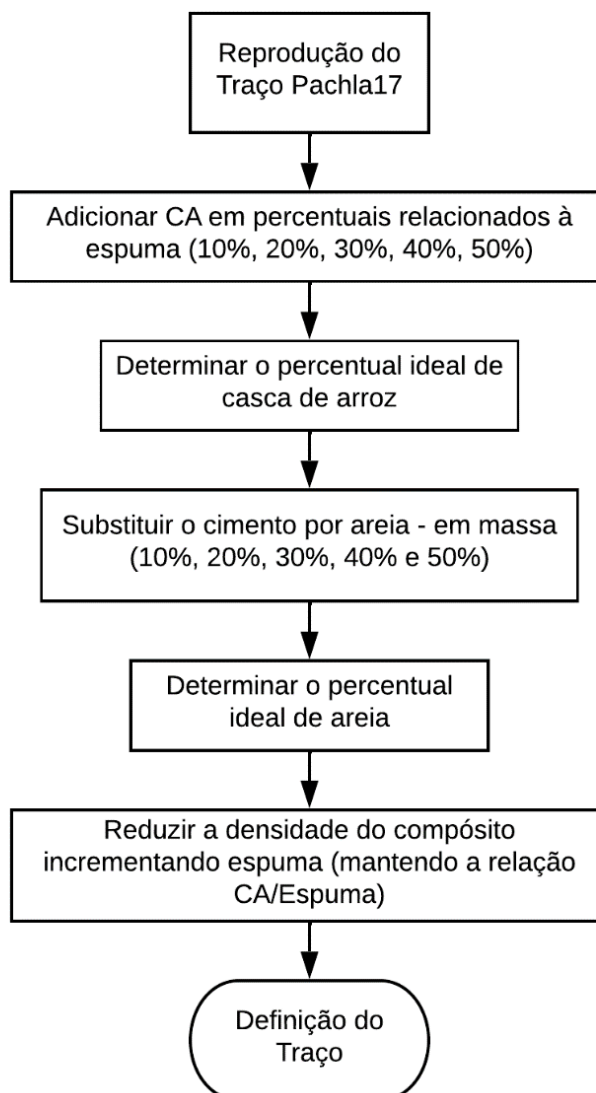 Reprodução do
Traço Pachla17
Adicionar CA em percentuais relacionados à
espuma (10%, 20%, 30%, 40%, 50%)
Determinar o percentual ideal de
casca de arroz
Substituir o cimento por areia - em massa
(10%, 20%, 30%, 40% e 50%)
Determinar o percentual
ideal de areia
Reduzir a densidade do compósito
incrementando espuma (mantendo a relação
CA/Espuma)
Definição do
Traço